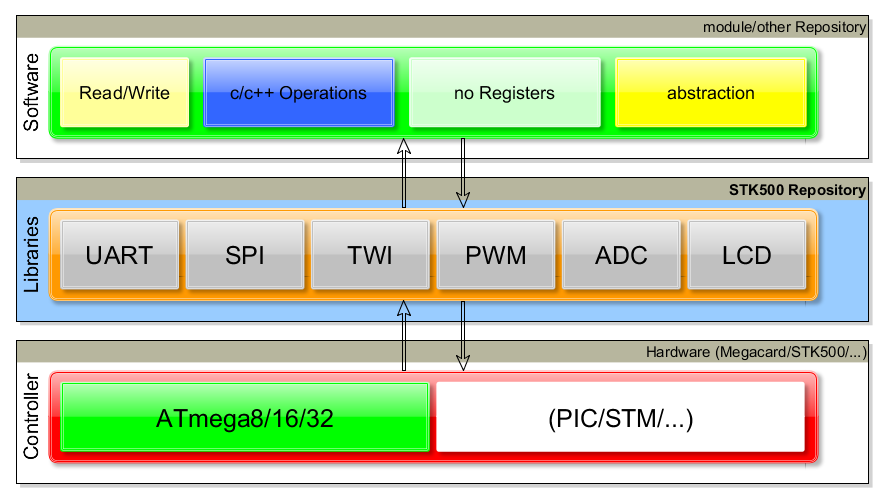 module/other Repository
Software
Read/Write
c/c++ Operations
no Registers
abstraction
STK500 Repository
Libraries
UART
SPI
TWI
PWM
ADC
LCD
Hardware (Megacard/STK500/...)
Controller
ATmega8/16/32
(PIC/STM/...)